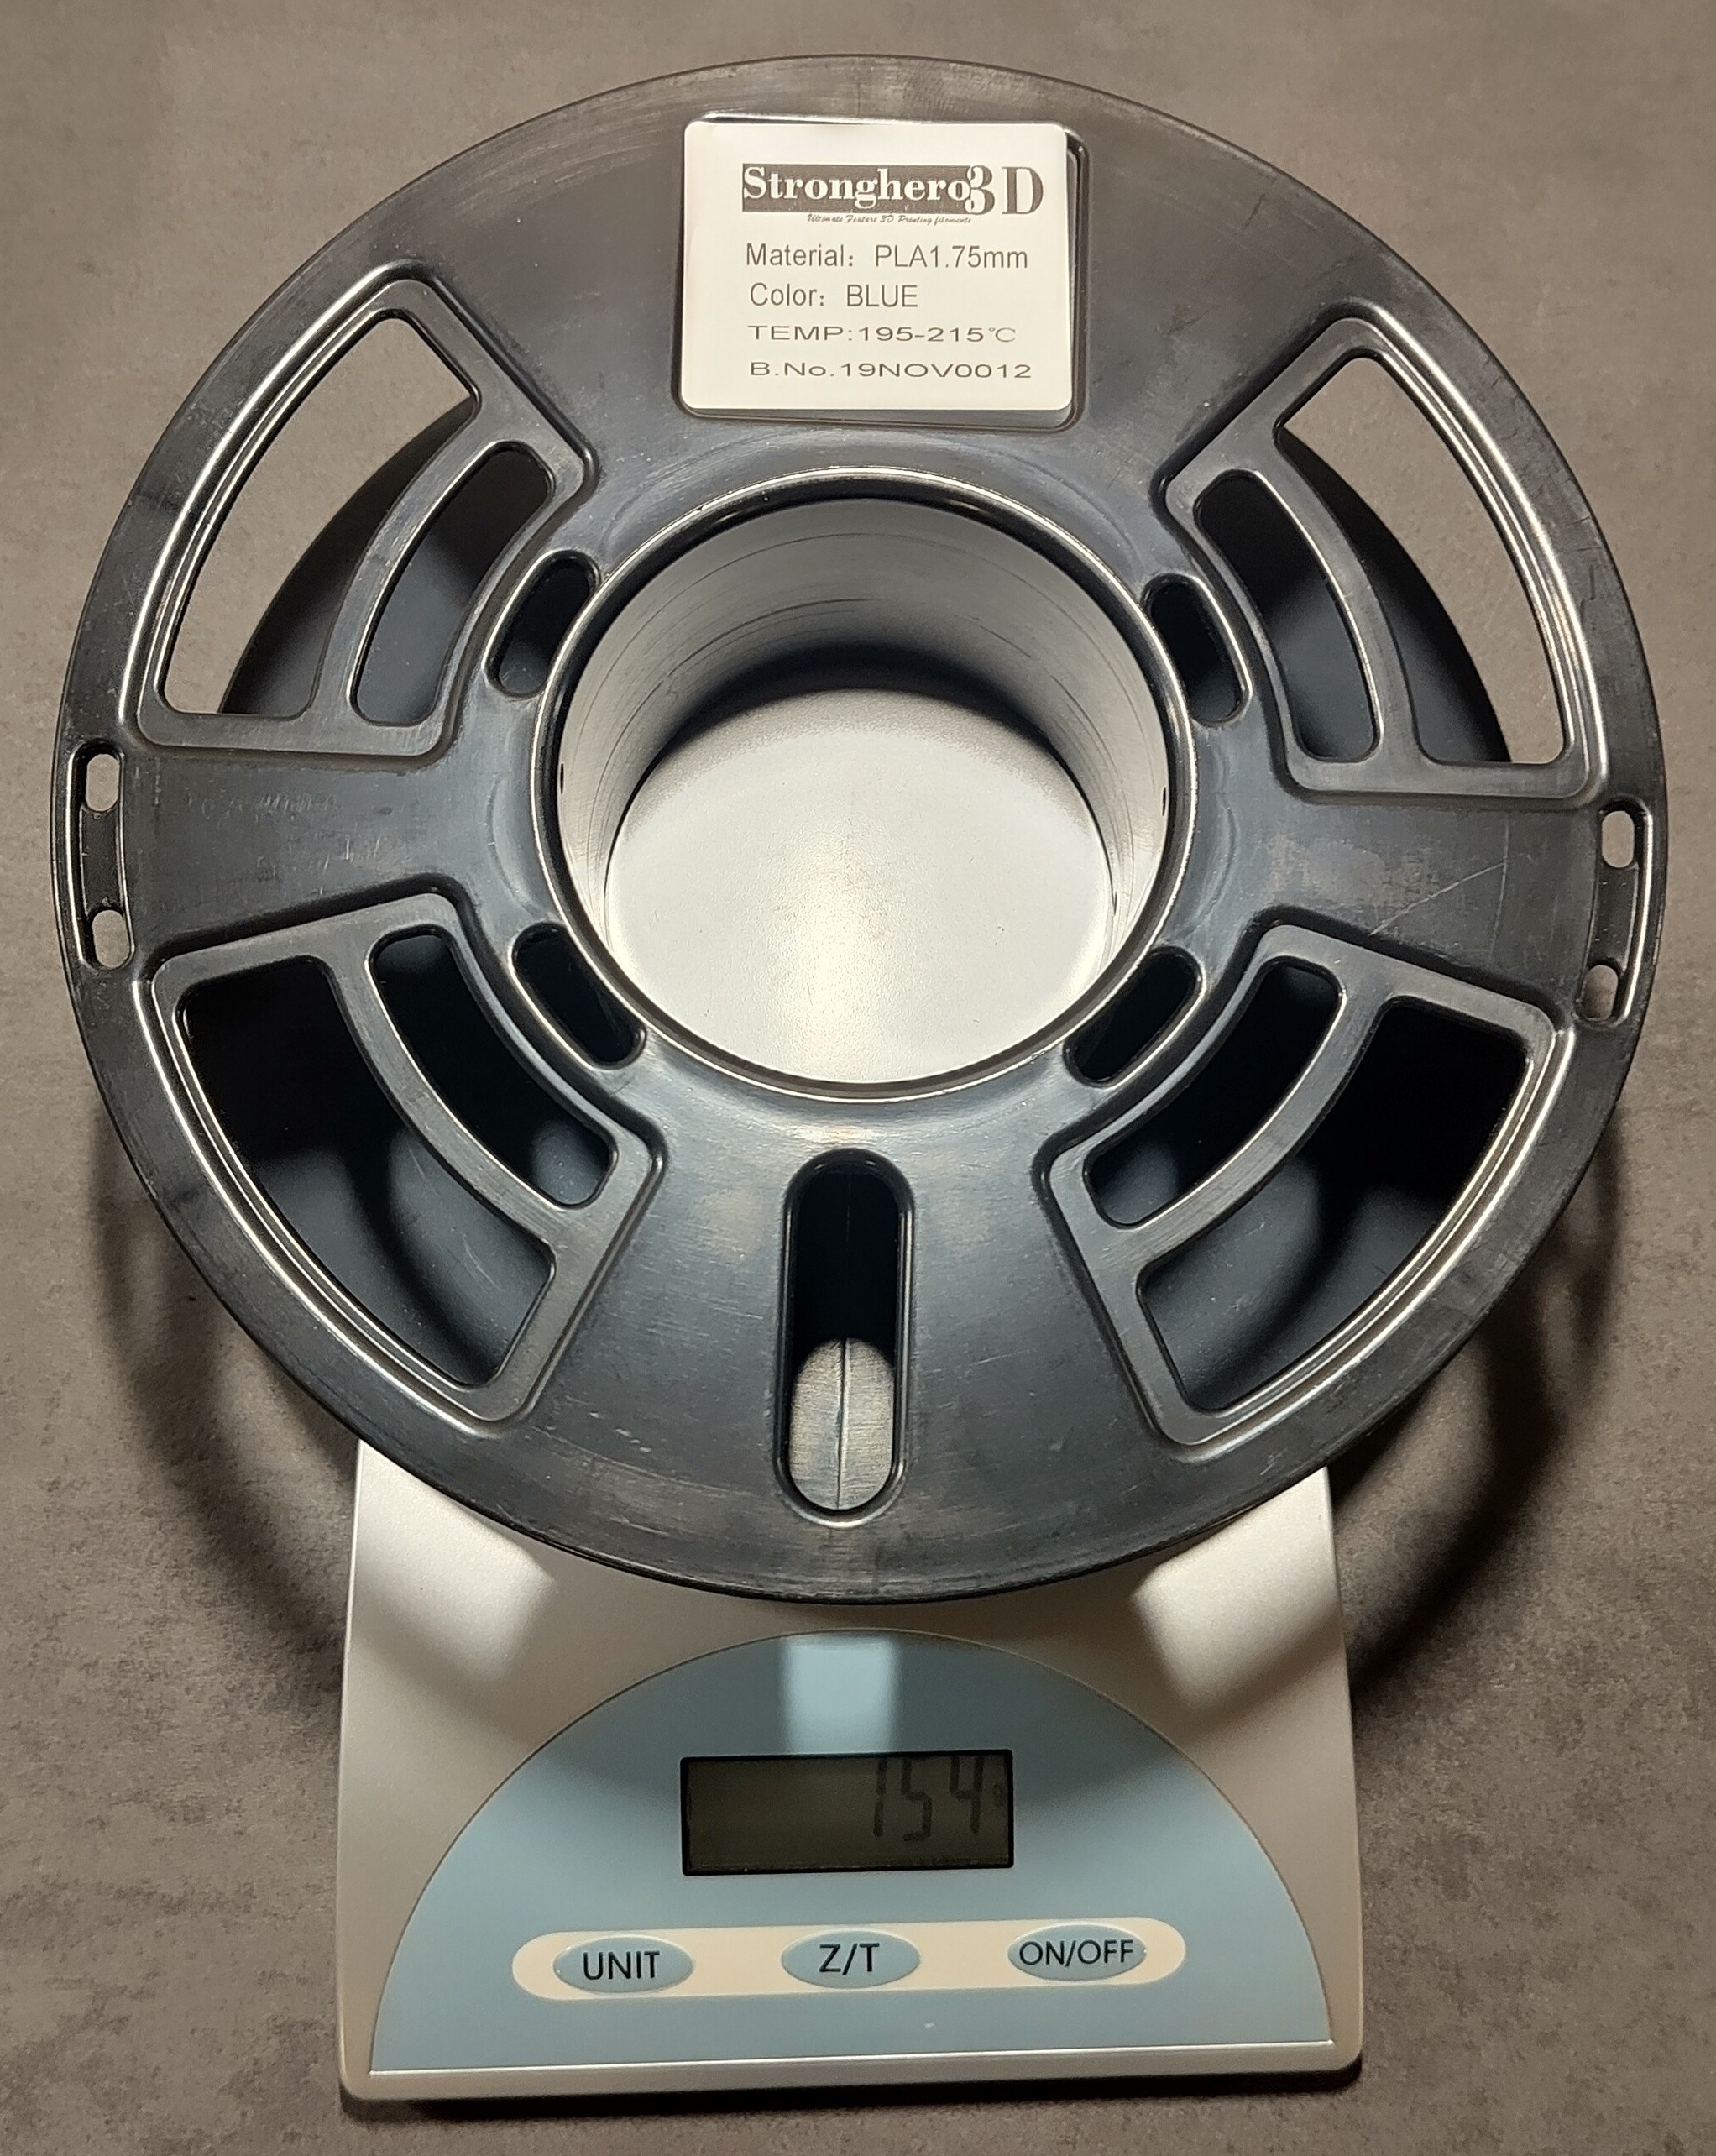 Stronghero3D
Ultimate Feature 3D Printing filaments
Material: PLA1.75mm
Color: BLUE
TEMP:195-215℃
B.No.19NOV0012
154g
UNIT
Z/T
ON/OFF